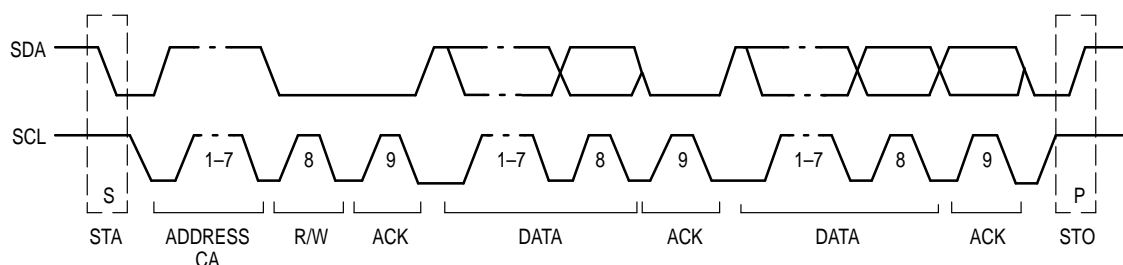 SDA
SCL
1–7 8 9 1–7 8 9 1–7 8 9
S P
STA ADDRESS R/W ACK DATA ACK DATA ACK STO
CA